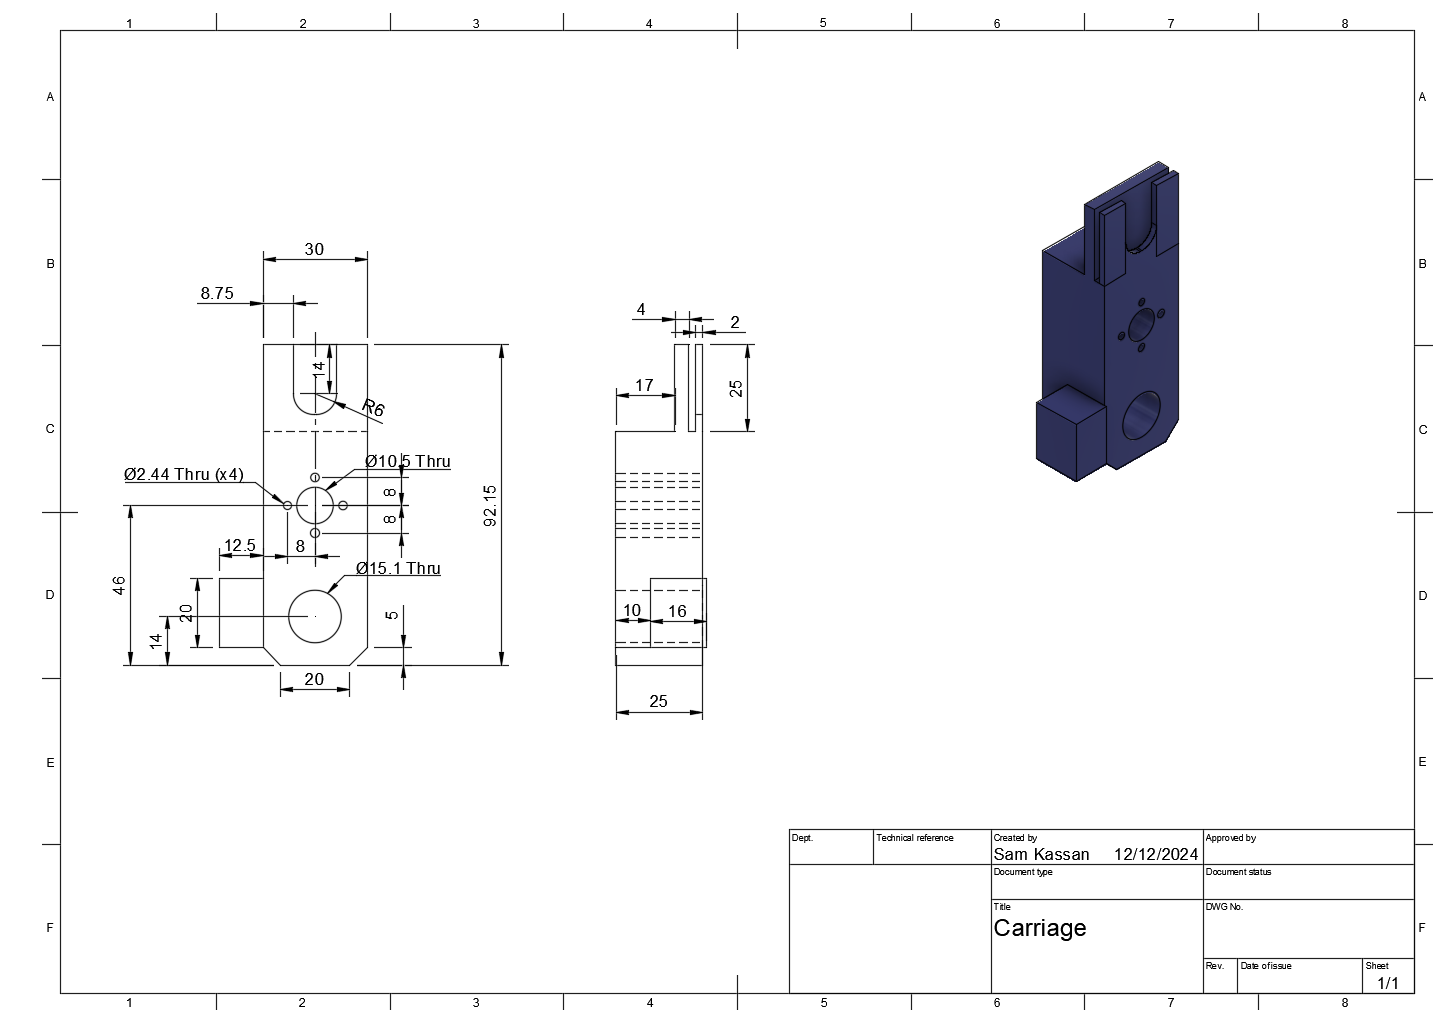 1 2 3 4 5 6 7 8
A A
B B
C C
D D
E E
F F
30
8.75
14
R6
Ø2.44 Thru (x4)
Ø10.5 Thru
8
8
92.15
12.5
8
46
Ø15.1 Thru
20
14
5
20
4
2
17
25
10
16
25
Dept.
Technical reference
Created by
Sam Kassan 12/12/2024
Approved by
Document type
Document status
Title
Carriage
DWG No.
Rev.
Date of issue
Sheet
1/1
1 2 3 4 5 6 7 8